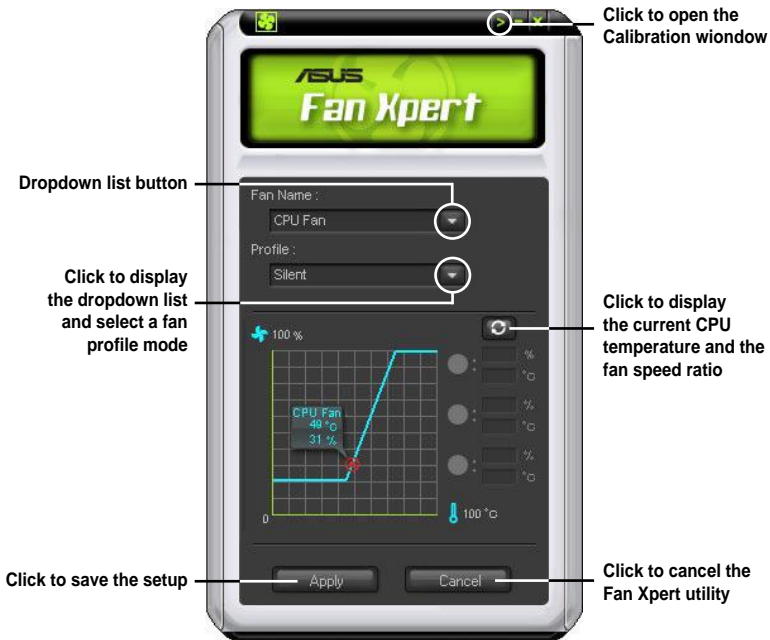 Click to open the
Calibration wiondow
ASUS
Fan Xpert
Dropdown list button
Fan Name :
CPU Fan
Profile :
Silent
Click to display
the dropdown list
and select a fan
profile mode
Click to display
the current CPU
temperature and the
fan speed ratio
100 %
%
°C
%
°C
%
°C
CPU Fan
49 °C
31 %
0
100 °C
Click to save the setup
Apply
Cancel
Click to cancel the
Fan Xpert utility